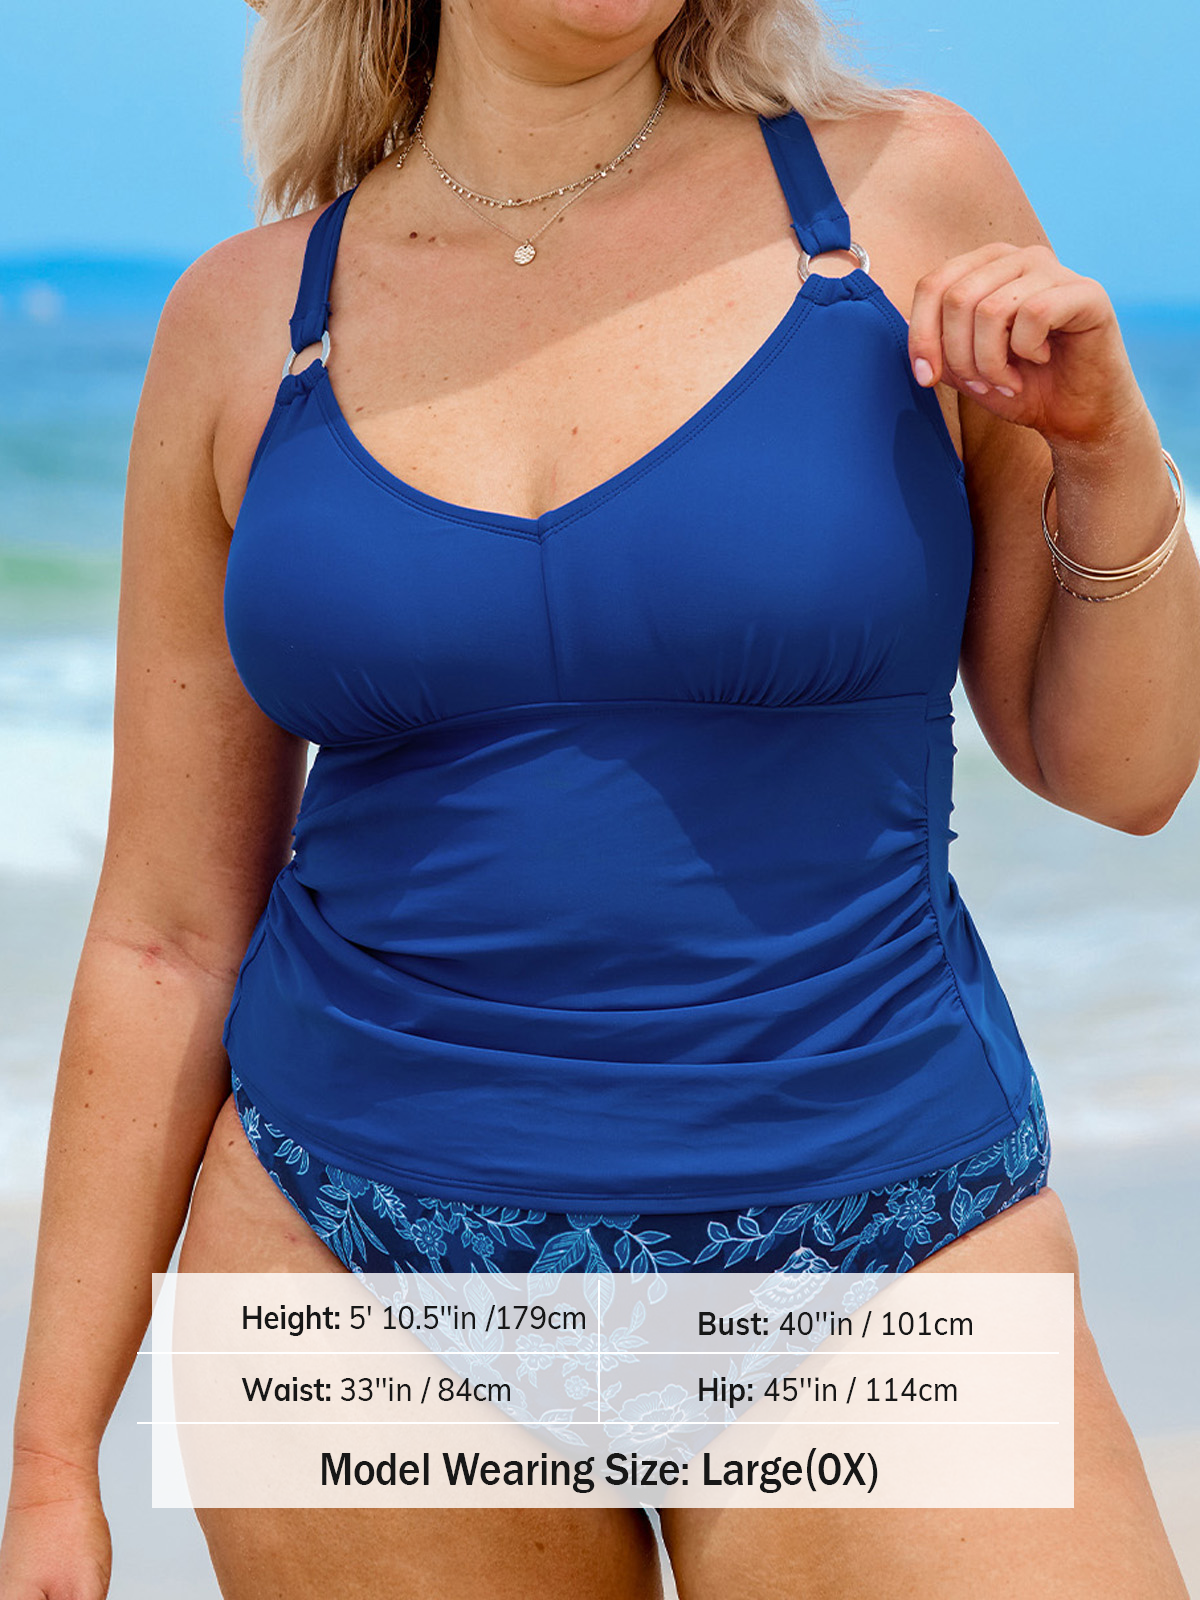 Height: 5' 10.5"in /179cm
Bust: 40"in / 101cm
Waist: 33"in / 84cm
Hip: 45"in / 114cm
Model Wearing Size: Large(0X)